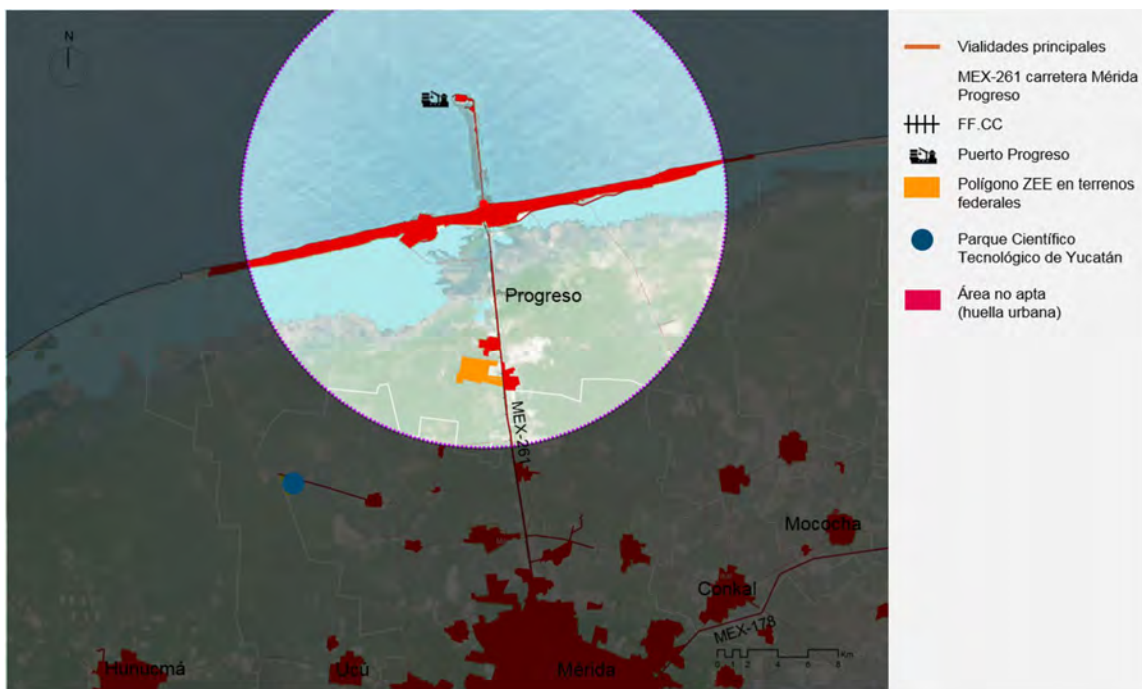 N
Progreso
MEX-261
Mococha
Conkal
MEX-178
Hunucmá
Ucú
Mérida
0 1 2 4 6 8 Km
Vialidades principales
MEX-261 carretera Mérida
Progreso
FF.CC
Puerto Progreso
Polígono ZEE en terrenos
federales
Parque Científico
Tecnológico de Yucatán
Área no apta
(huella urbana)